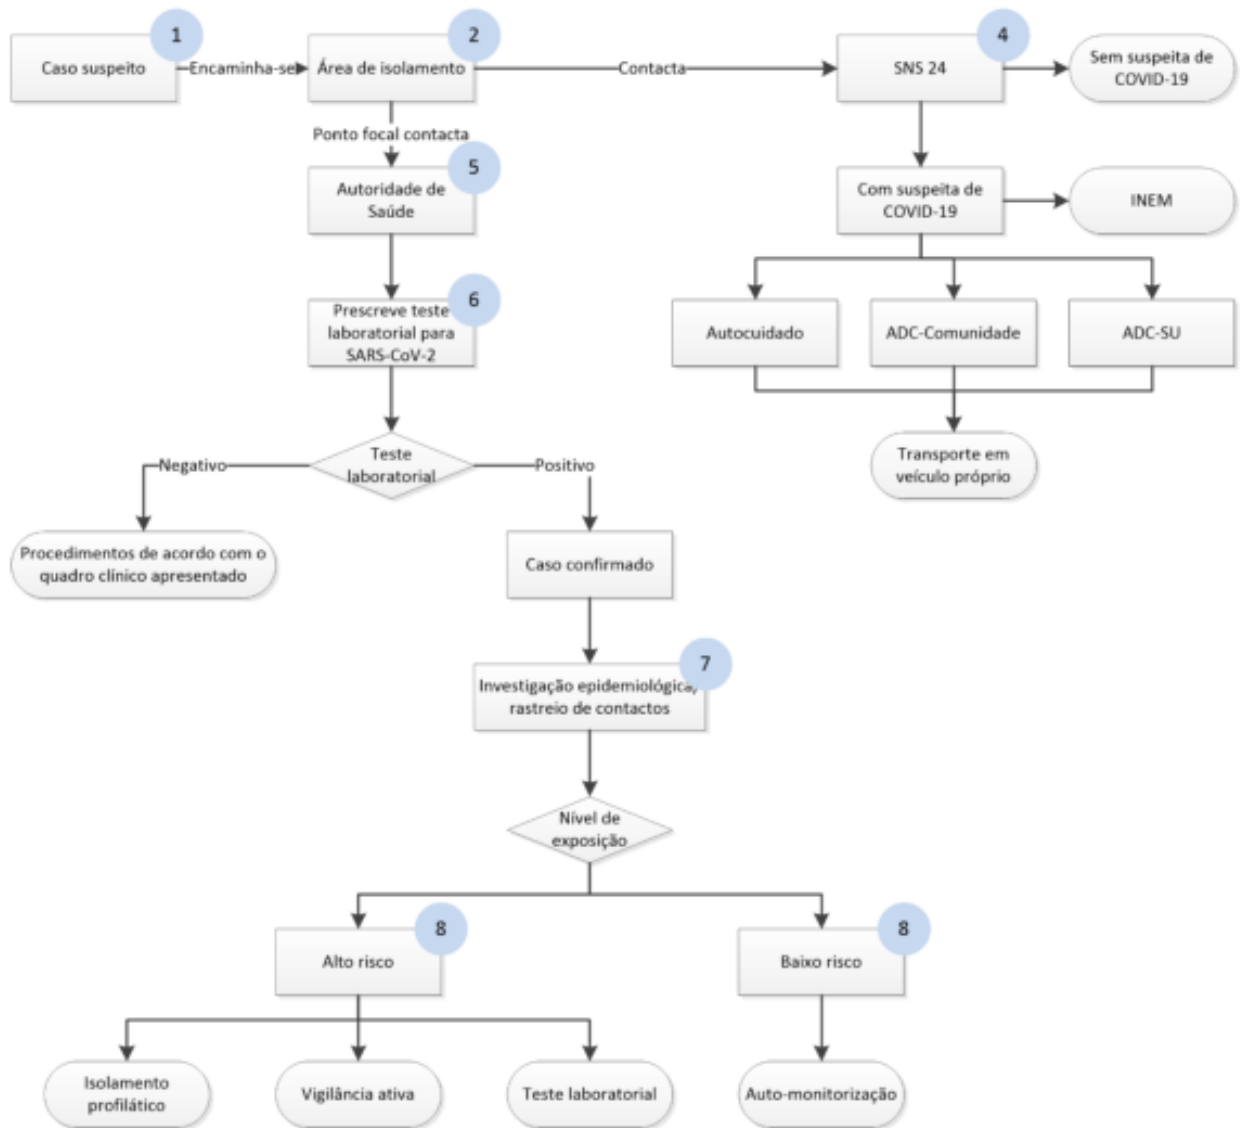 1
2
4
Caso suspeito
Encaminha-se
Área de isolamento
Contacta
SNS 24
Sem suspeita de
COVID-19
Ponto focal contacta
5
Autoridade de
Saúde
Com suspeita de
COVID-19
INEM
6
Prescreve teste
laboratorial para
SARS-CoV-2
Autocuidado
ADC-Comunidade
ADC-SU
Negativo
Teste
laboratorial
Positivo
Transporte em
veículo próprio
Procedimentos de acordo com o
quadro clínico apresentado
Caso confirmado
7
Investigação epidemiológica,
rastreio de contactos
Nível de
exposição
8
8
Alto risco
Baixo risco
Isolamento
profilático
Vigilância ativa
Teste laboratorial
Auto-monitorização